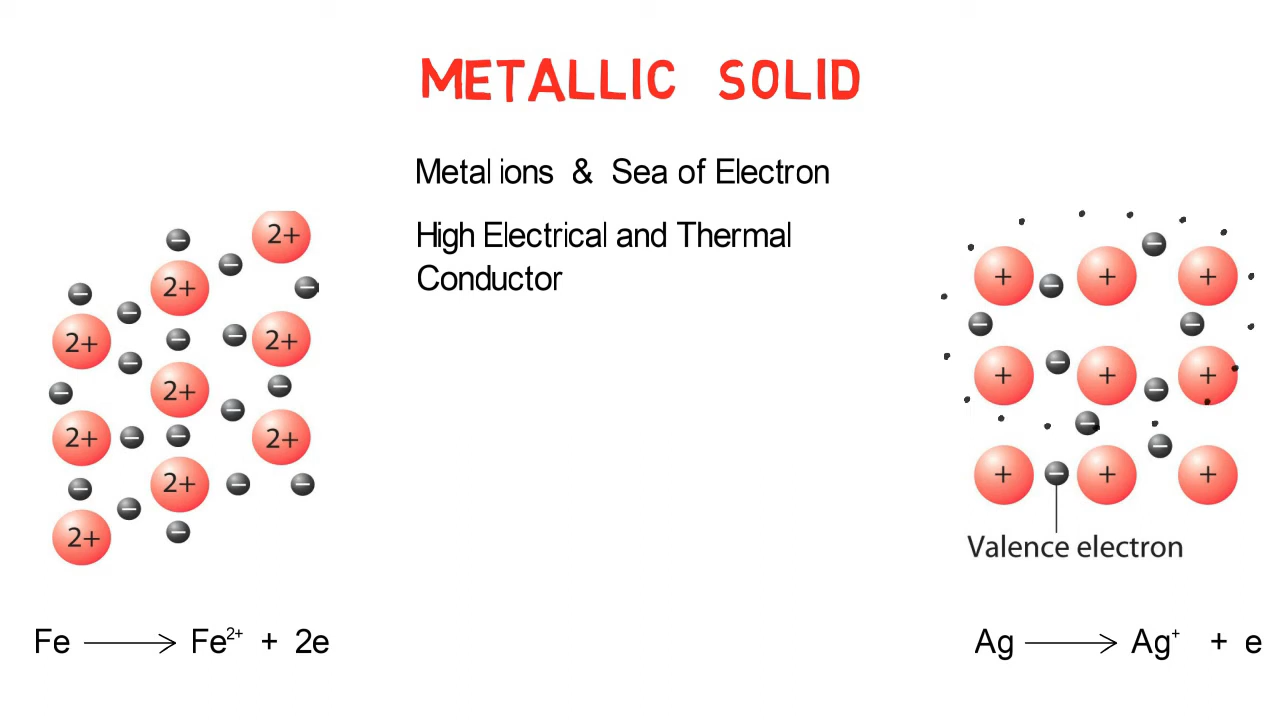 METALLIC SOLID
Metal ions & Sea of Electron
High Electrical and Thermal
Conductor
2+
2+
2+
2+
2+
2+
2+
2+
2+
+ + +
+ + +
+ + +
Valence electron
Fe ⟶ Fe²⁺ + 2e
Ag ⟶ Ag⁺ + e